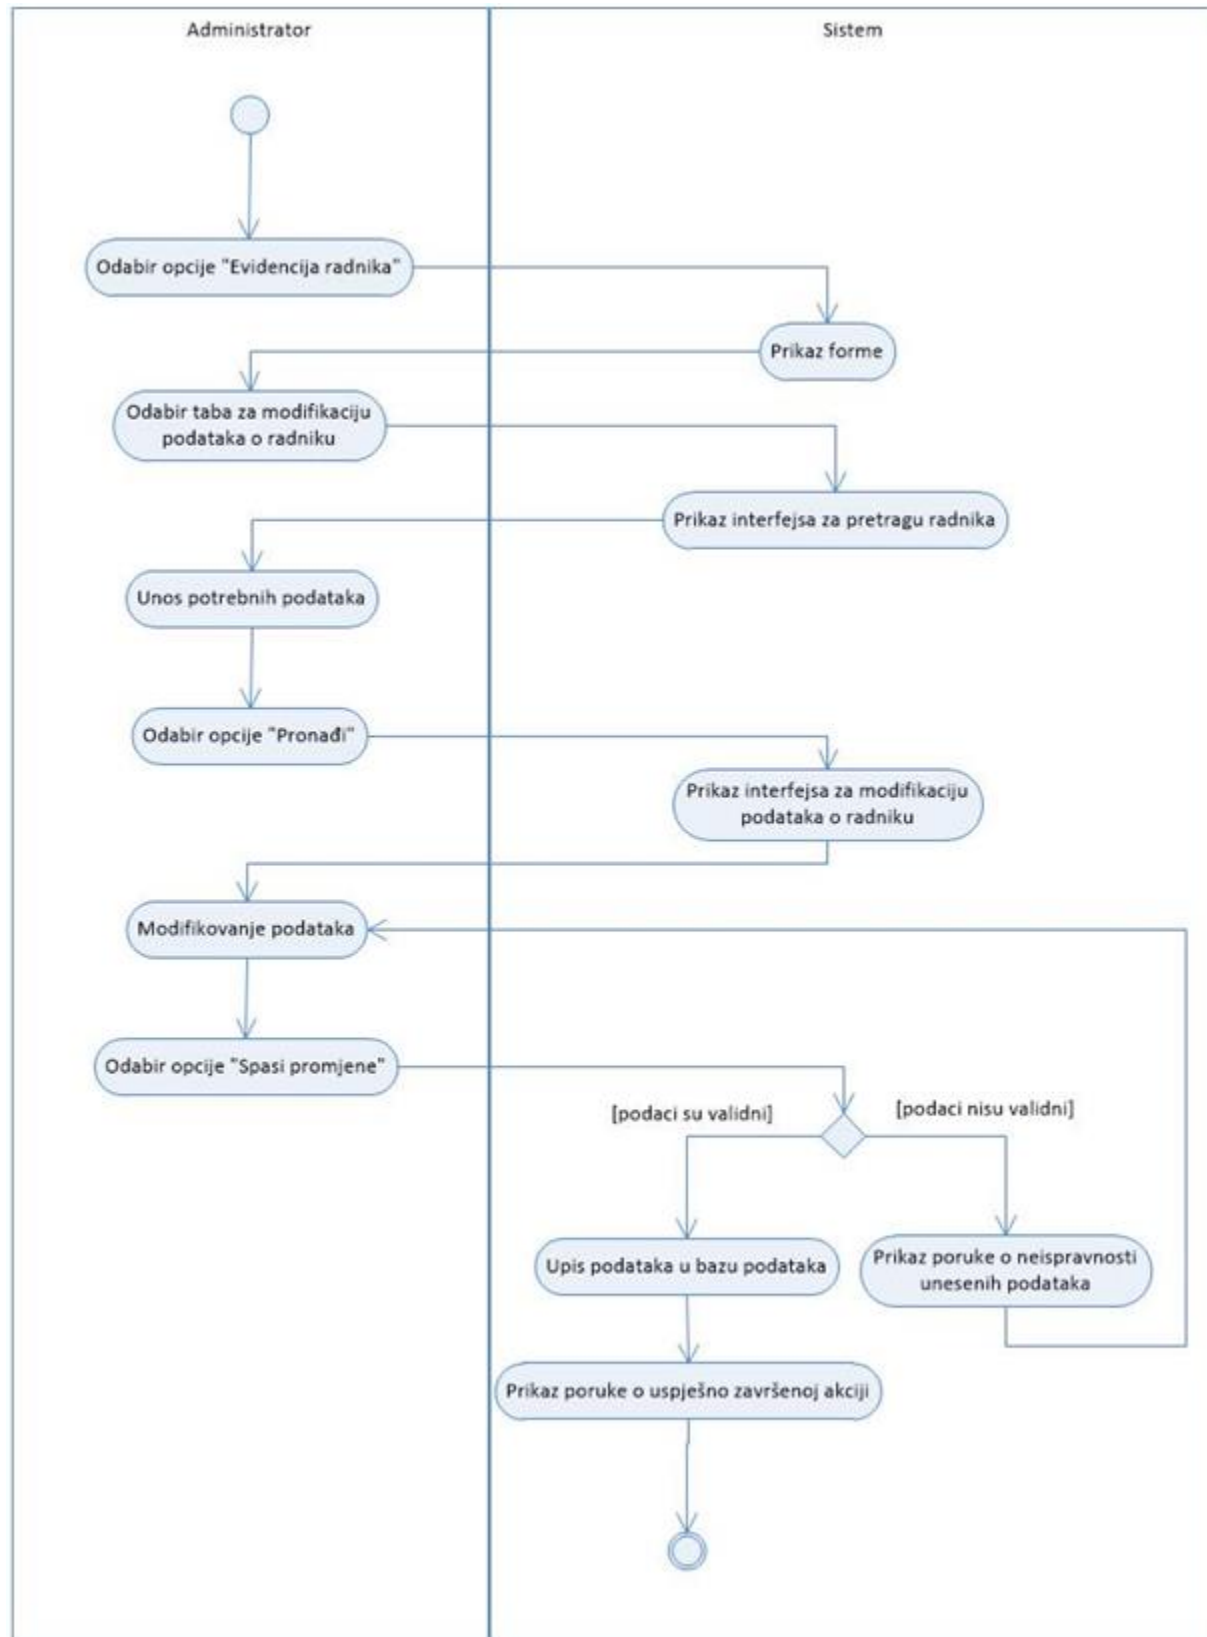 Administrator
Sistem
Odabir opcije "Evidencija radnika"
Prikaz forme
Odabir taba za modifikaciju
podataka o radniku
Prikaz interfejsa za pretragu radnika
Unos potrebnih podataka
Odabir opcije "Pronađi"
Prikaz interfejsa za modifikaciju
podataka o radniku
Modifikovanje podataka
Odabir opcije "Spasi promjene"
[podaci su validni]
[podaci nisu validni]
Upis podataka u bazu podataka
Prikaz poruke o neispravnosti
unesenih podataka
Prikaz poruke o uspješno završenoj akciji